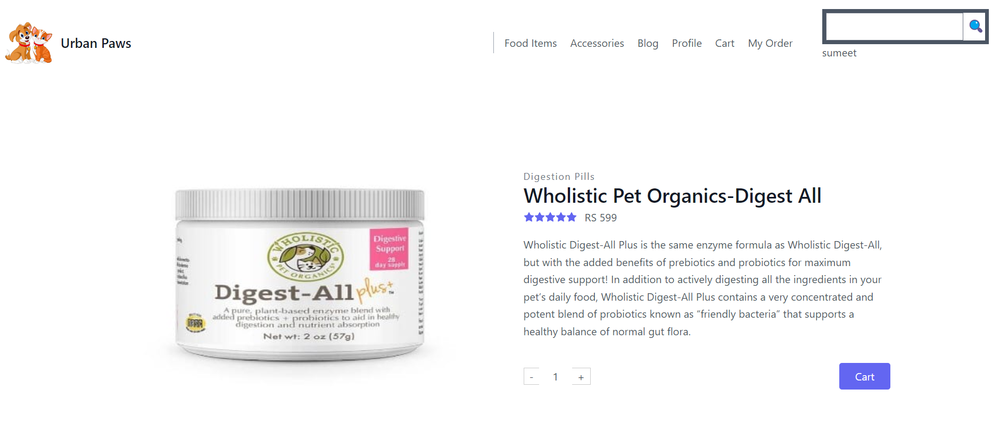 Urban Paws
Food Items Accessories Blog Profile Cart My Order
sumeet
WHOLISTIC
PET ORGANICS
Digestive
Support
28
day supply
Digest-All plus+™
A pure, plant-based enzyme blend with
added prebiotics + probiotics to aid in healthy
digestion and nutrient absorption
Net wt: 2 oz (57g)
Digestion Pills
Wholistic Pet Organics-Digest All
RS 599
Wholistic Digest-All Plus is the same enzyme formula as Wholistic Digest-All,
but with the added benefits of prebiotics and probiotics for maximum
digestive support! In addition to actively digesting all the ingredients in your
pet’s daily food, Wholistic Digest-All Plus contains a very concentrated and
potent blend of probiotics known as “friendly bacteria” that supports a
healthy balance of normal gut flora.
- 1 +
Cart